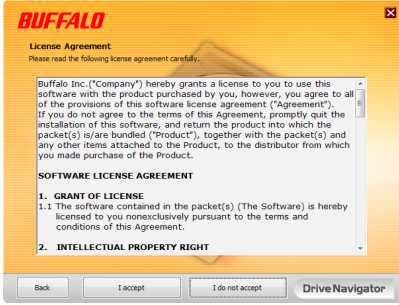 BUFFALO
License Agreement
Please read the following license agreement carefully.
Buffalo Inc.("Company") hereby grants a license to you to use this
software with the product purchased by you, however, you agree to all
of the provisions of this software license agreement ("Agreement").
If you do not agree to the terms of this Agreement, promptly quit the
installation of this software, and return the product into which the
packet(s) is/are bundled ("Product"), together with the packet(s) and
any other items attached to the Product, to the distributor from which
you made purchase of the Product.
SOFTWARE LICENSE AGREEMENT
1. GRANT OF LICENSE
1.1 The software contained in the packet(s) (The Software) is hereby
licensed to you nonexclusively pursuant to the terms and
conditions of this Agreement.
2. INTELLECTUAL PROPERTY RIGHT
Back
I accept
I do not accept
DriveNavigator